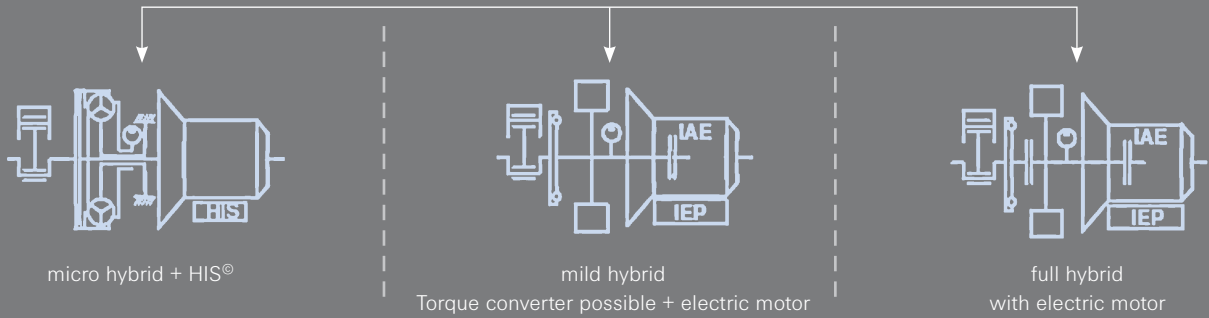 HIS
micro hybrid + HIS©
IAE
IEP
mild hybrid
Torque converter possible + electric motor
IAE
IEP
full hybrid
with electric motor